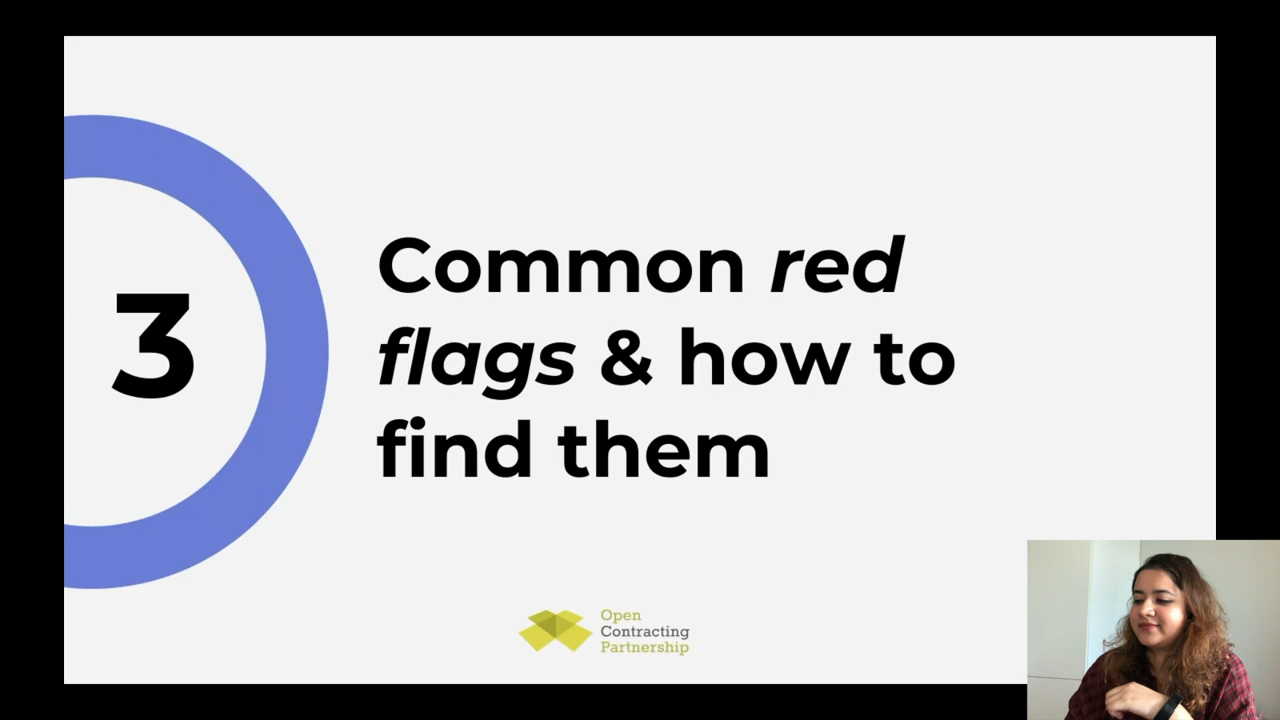 3
Common red
flags & how to
find them
Open
Contracting
Partnership